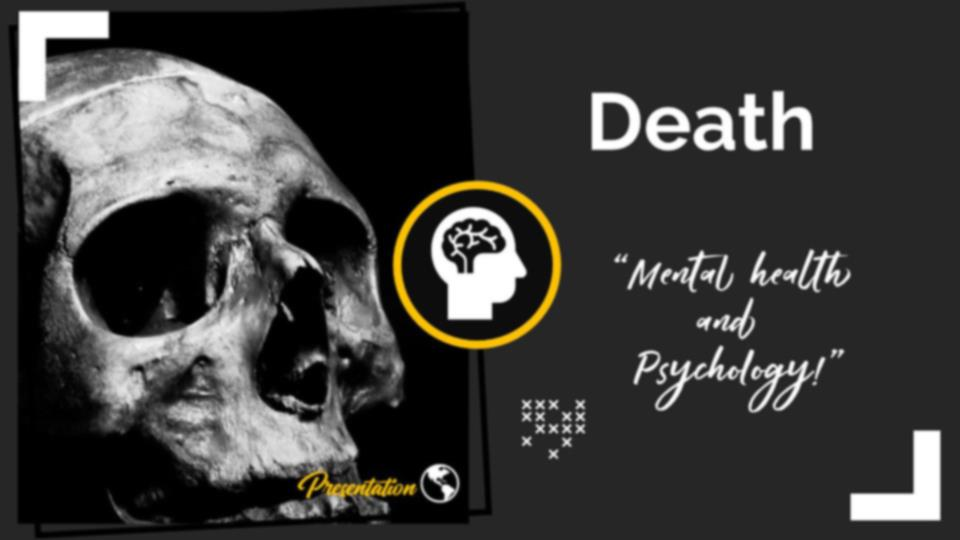 Death
“Mental health
and
Psychology!”
Presentation